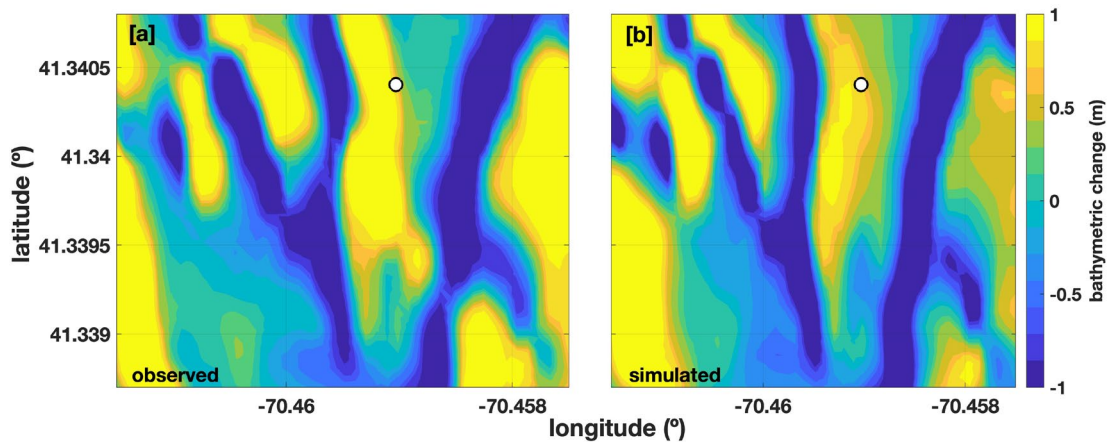 [a]
[b]
1
0.5
0
-0.5
-1
bathymetric change (m)
latitude (º)
41.3405
41.34
41.3395
41.339
observed
simulated
-70.46
-70.458
-70.46
-70.458
longitude (º)